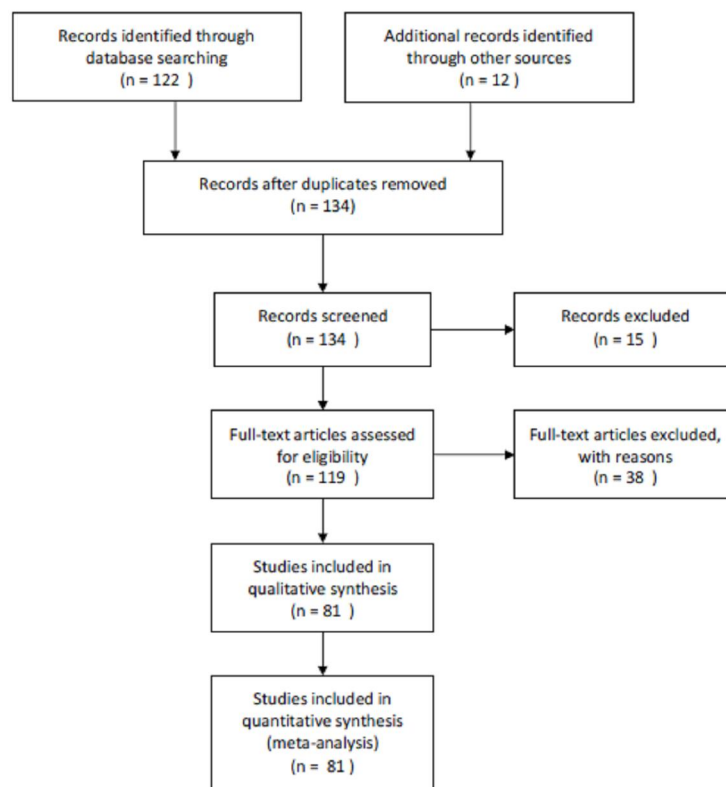 Records identified through
database searching
(n = 122 )
Additional records identified
through other sources
(n = 12 )
Records after duplicates removed
(n = 134)
Records screened
(n = 134 )
Records excluded
(n = 15 )
Full-text articles assessed
for eligibility
(n = 119 )
Full-text articles excluded,
with reasons
(n = 38 )
Studies included in
qualitative synthesis
(n = 81 )
Studies included in
quantitative synthesis
(meta-analysis)
(n = 81 )